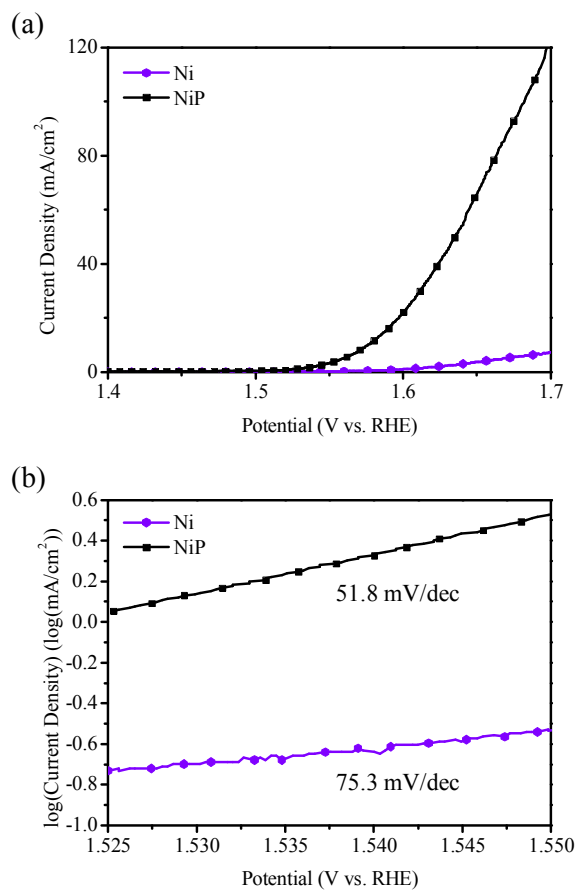 (a)
120
80
40
0
Ni
NiP
Current Density (mA/cm²)
1.4 1.5 1.6 1.7
Potential (V vs. RHE)
(b)
0.6
0.4
0.2
0.0
-0.2
-0.4
-0.6
-0.8
-1.0
Ni
NiP
51.8 mV/dec
75.3 mV/dec
log(Current Density) (log(mA/cm²))
1.525 1.530 1.535 1.540 1.545 1.550
Potential (V vs. RHE)